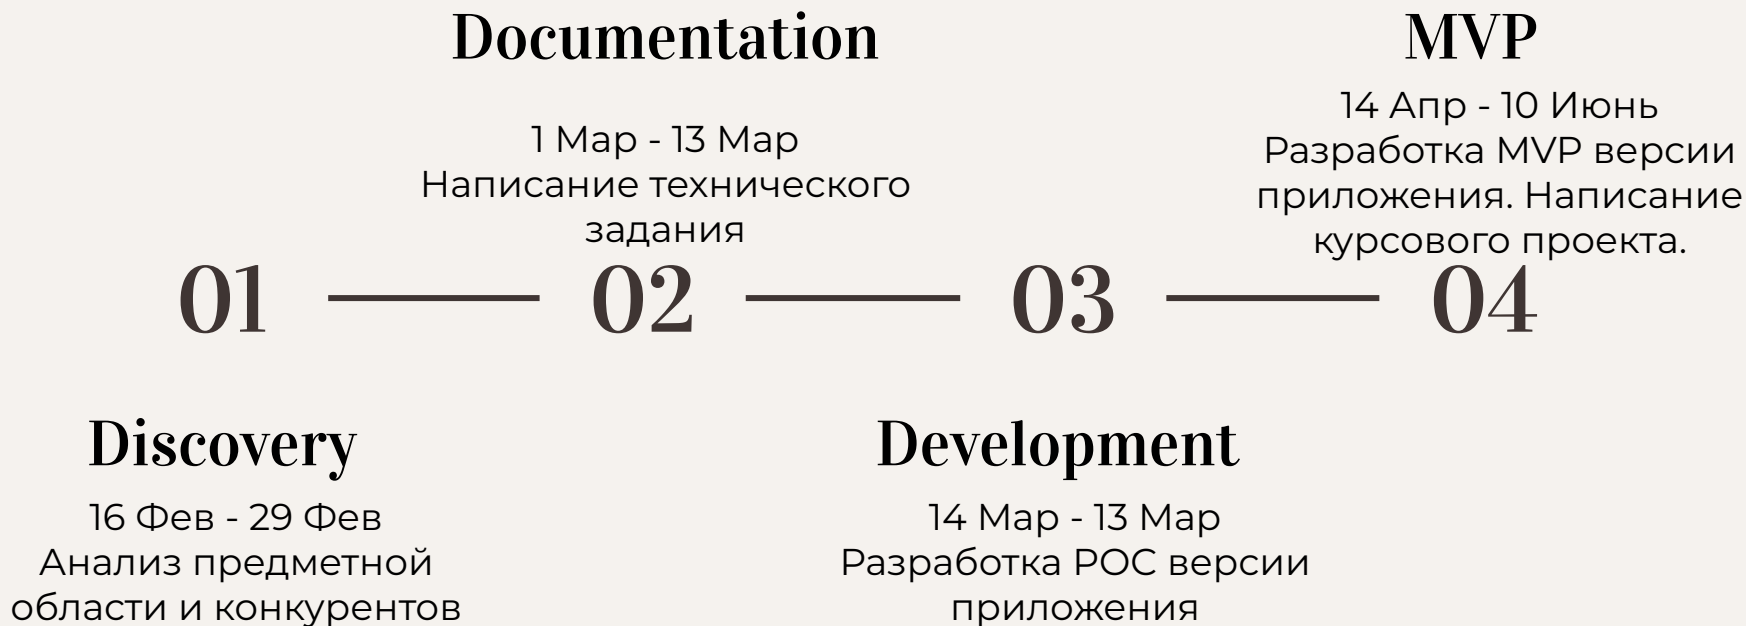 Documentation
1 Мар - 13 Мар
Написание технического
задания
MVP
14 Апр - 10 Июнь
Разработка MVP версии
приложения. Написание
курсового проекта.
01
02
03
04
Discovery
16 Фев - 29 Фев
Анализ предметной
области и конкурентов
Development
14 Мар - 13 Мар
Разработка POC версии
приложения